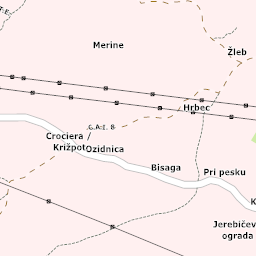 Merine
Žleb
Hrbec
G.A.E. 8
Crociera
Križpot
Ozidnica
Bisaga
Pri pesku
Jerebičev
ograda